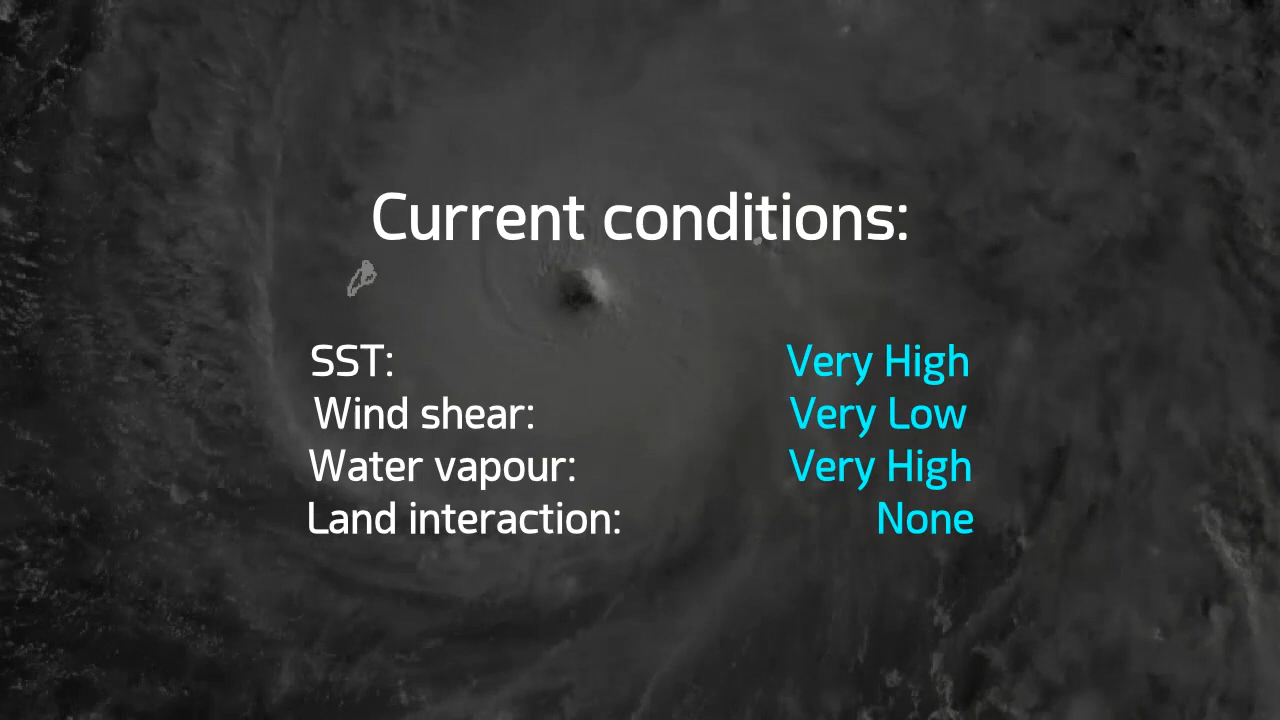 Current conditions:
SST: Very High
Wind shear: Very Low
Water vapour: Very High
Land interaction: None